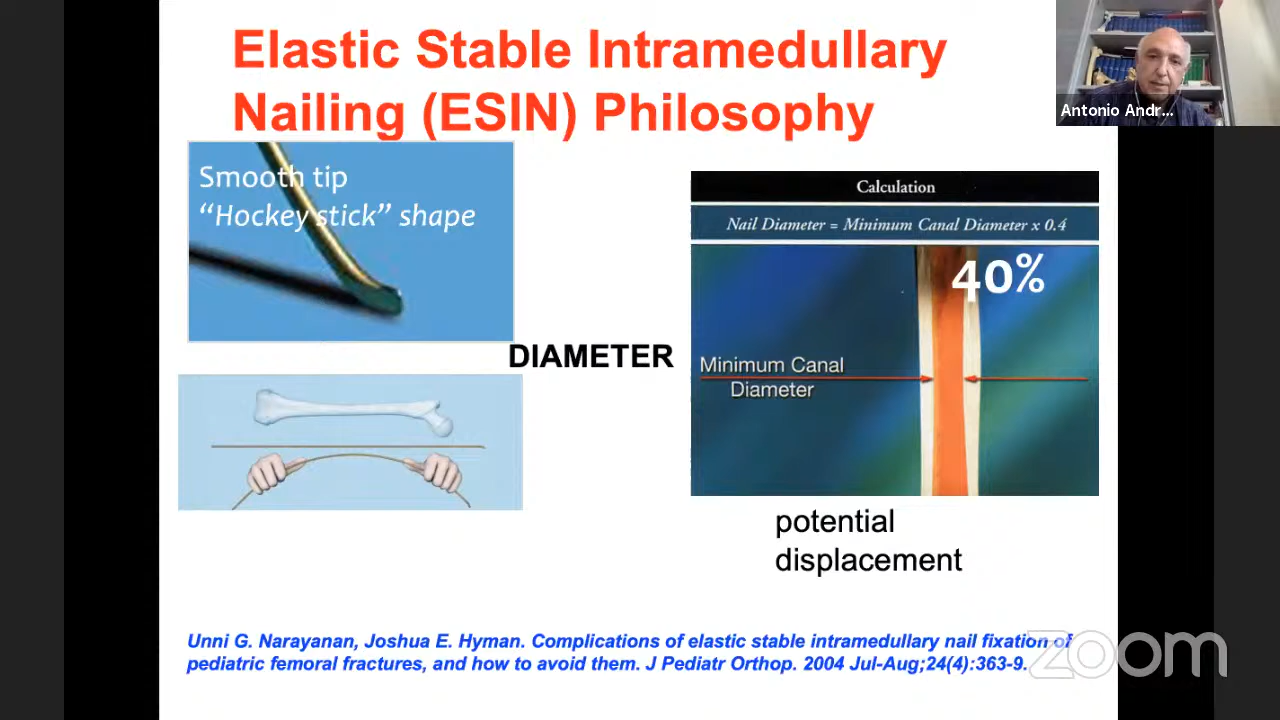 Elastic Stable Intramedullary
Nailing (ESIN) Philosophy
Antonio Andr...
Smooth tip
“Hockey stick” shape
Calculation
Nail Diameter = Minimum Canal Diameter x 0.4
40%
DIAMETER
Minimum Canal
Diameter
potential
displacement
Unni G. Narayanan, Joshua E. Hyman. Complications of elastic stable intramedullary nail fixation of
pediatric femoral fractures, and how to avoid them. J Pediatr Orthop. 2004 Jul-Aug;24(4):363-9.
zoom